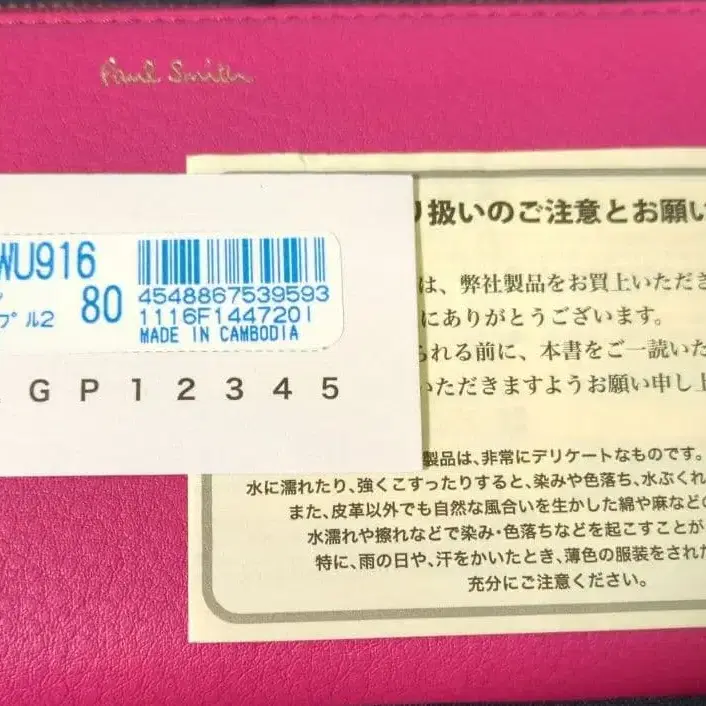 Paul Smith
WU916
プル2
80
4548867539593
1116F1447201
MADE IN CAMBODIA
G P 1 2 3 4 5
り扱いのご注意とお願い
は、弊社製品をお買上いただき
にありがとうございます。
られる前に、本書をご一読いた
いただきますようお願い申し上
製品は、非常にデリケートなものです。
水に濡れたり、強くこすったりすると、染みや色落ち、水ぶくれ
また、皮革以外でも自然な風合いを生かした綿や麻などの
水濡れや擦れなどで染み・色落ちなどを起こすことが
特に、雨の日や、汗をかいたとき、薄色の服装をされた
充分にご注意ください。